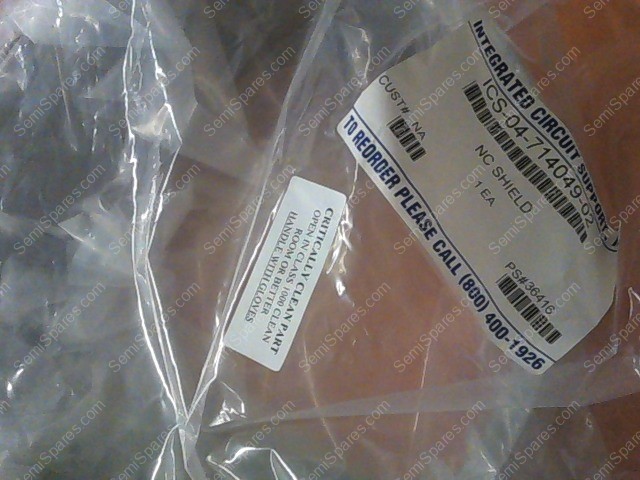 INTEGRATED CIRCUIT SUPPORT
ICS-04-714049-02
CUST#: NA
NC SHIELD
1 EA
PS#36416
TO REORDER PLEASE CALL (800) 400-1926
CRITICALLY CLEAN PART
OPEN IN CLASS 1000 CLEAN
ROOM OR BETTER
HANDLE WITH GLOVES
SemiSpares.com